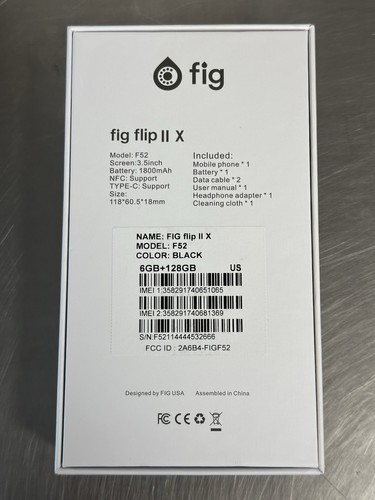 fig
fig flip II X
Model: F52
Screen:3.5inch
Battery: 1800mAh
NFC: Support
TYPE-C: Support
Size:
118*60.5*18mm
Included:
Mobile phone * 1
Battery * 1
Data cable * 2
User manual * 1
Headphone adapter * 1
Cleaning cloth * 1
NAME: FIG flip II X
MODEL: F52
COLOR: BLACK
6GB+128GB US
IMEI 1:358291740651065
IMEI 2:358291740681369
S/N:F52114444532666
FCC ID : 2A6B4-FIGF52
Designed by FIG USA Assembled in China
FC CE